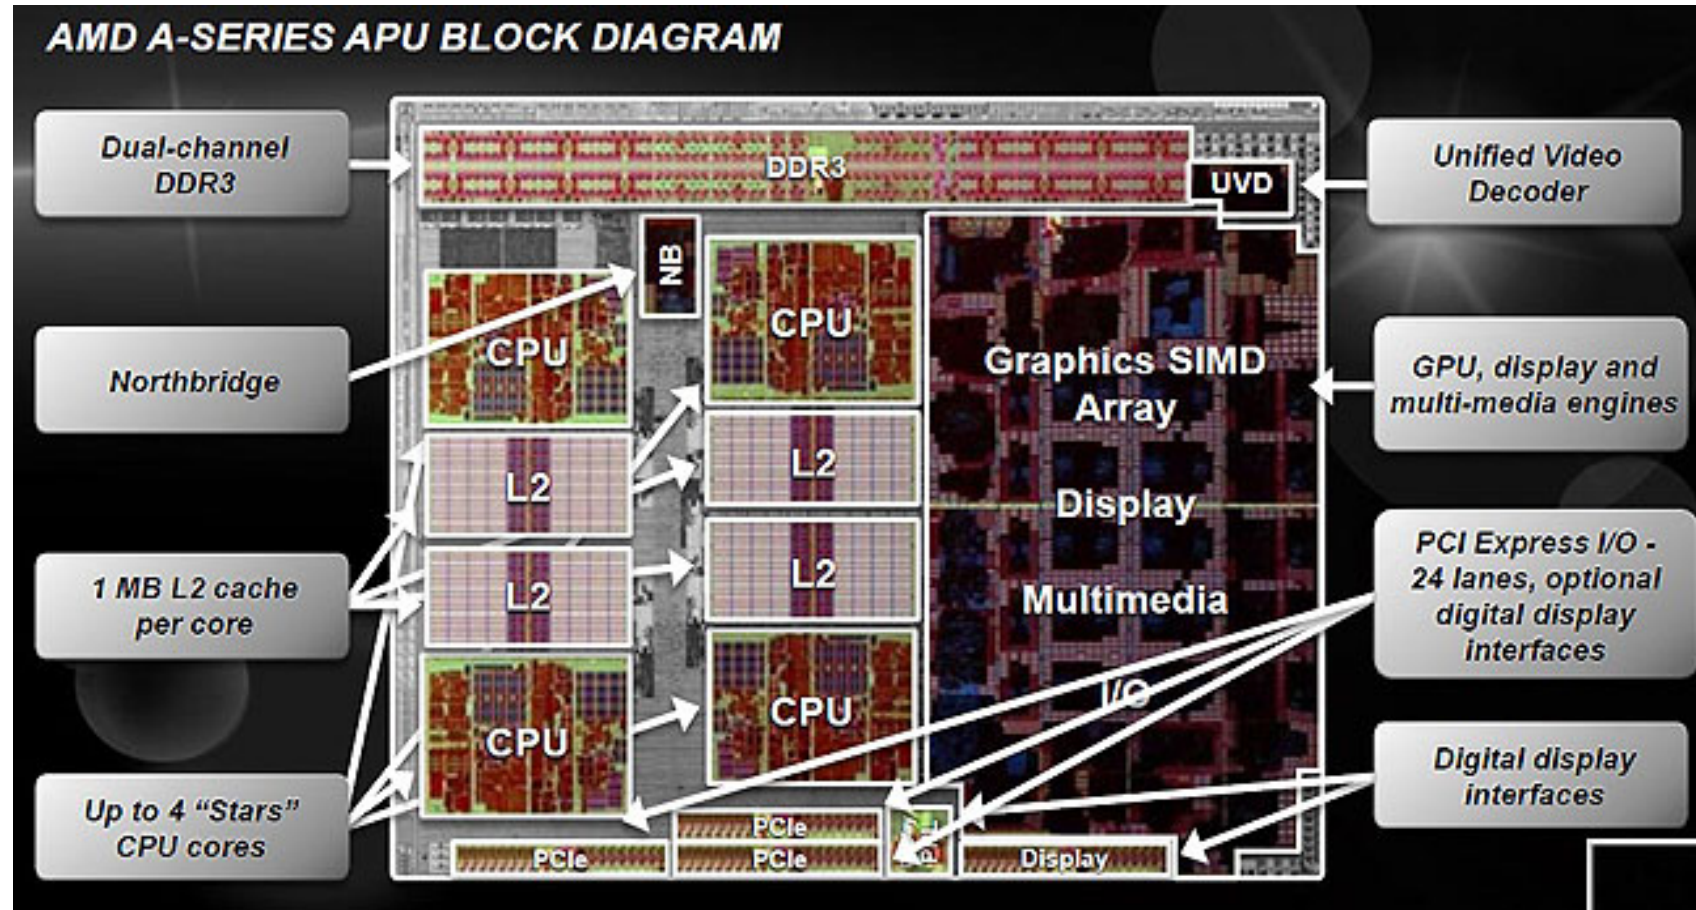 AMD A-SERIES APU BLOCK DIAGRAM
Dual-channel
DDR3
Northbridge
1 MB L2 cache
per core
Up to 4 “Stars”
CPU cores
DDR3
UVD
NB
CPU
CPU
L2
L2
L2
L2
CPU
CPU
Graphics SIMD
Array
Display
Multimedia
I/O
PCIe
PCIe
PCIe
Display
Unified Video
Decoder
GPU, display and
multi-media engines
PCI Express I/O -
24 lanes, optional
digital display
interfaces
Digital display
interfaces